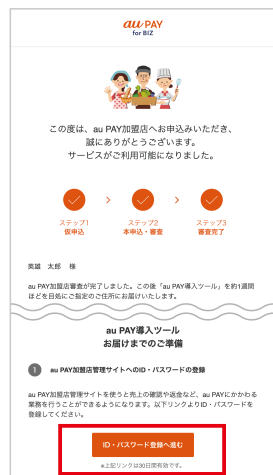 au PAY
for BIZ
この度は、au PAY加盟店へお申込みいただき、
誠にありがとうございます。
サービスがご利用可能になりました。
ステップ1
仮申込
ステップ2
本申込・審査
ステップ3
審査完了
英雄 太郎 様
au PAY加盟店審査が完了しました。この後「au PAY導入ツール」を約1週間
ほどを目処にご指定のご住所にお届けいたします。
au PAY導入ツール
お届けまでのご準備
1 au PAY加盟店管理サイトへのID・パスワードの登録
au PAY加盟店管理サイトを使うと売上の確認や返金など、au PAYにかかわる
業務を行うことができるようになります。以下リンクよりID・パスワードを
登録してください。
ID・パスワード登録へ進む
※上記リンクは30日間有効です。